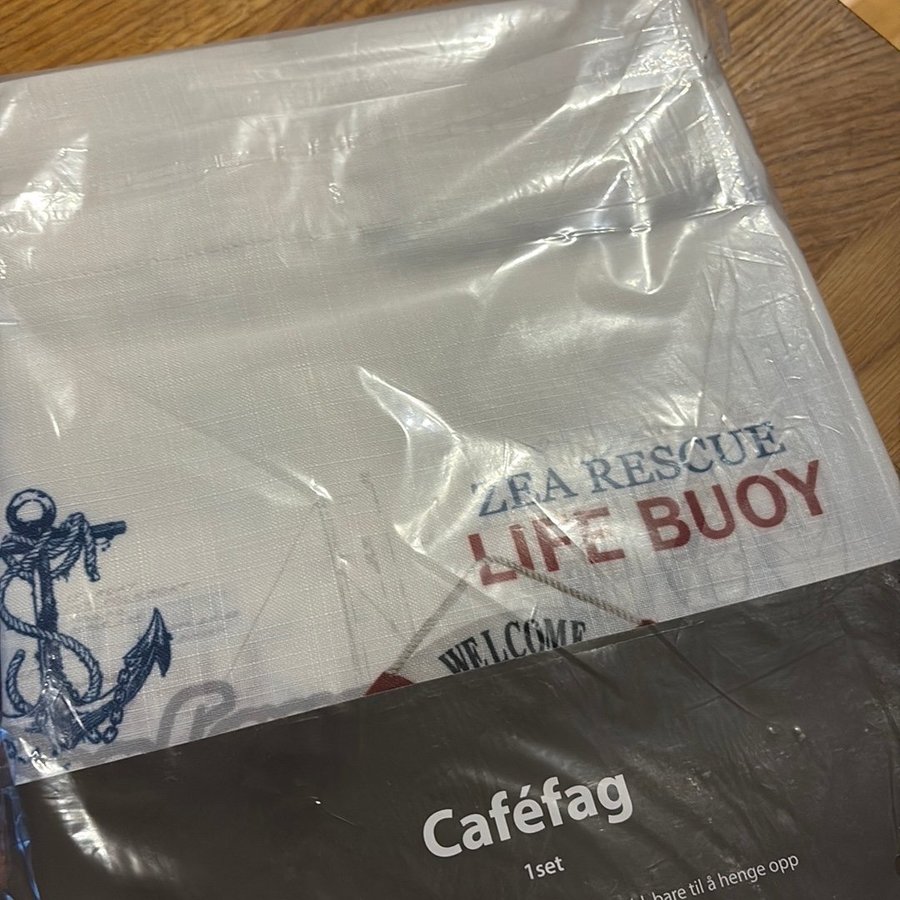 ZEA RESCUE
LIFE BUOY
WELCOME
Caféfag
1set
bare til å henge opp